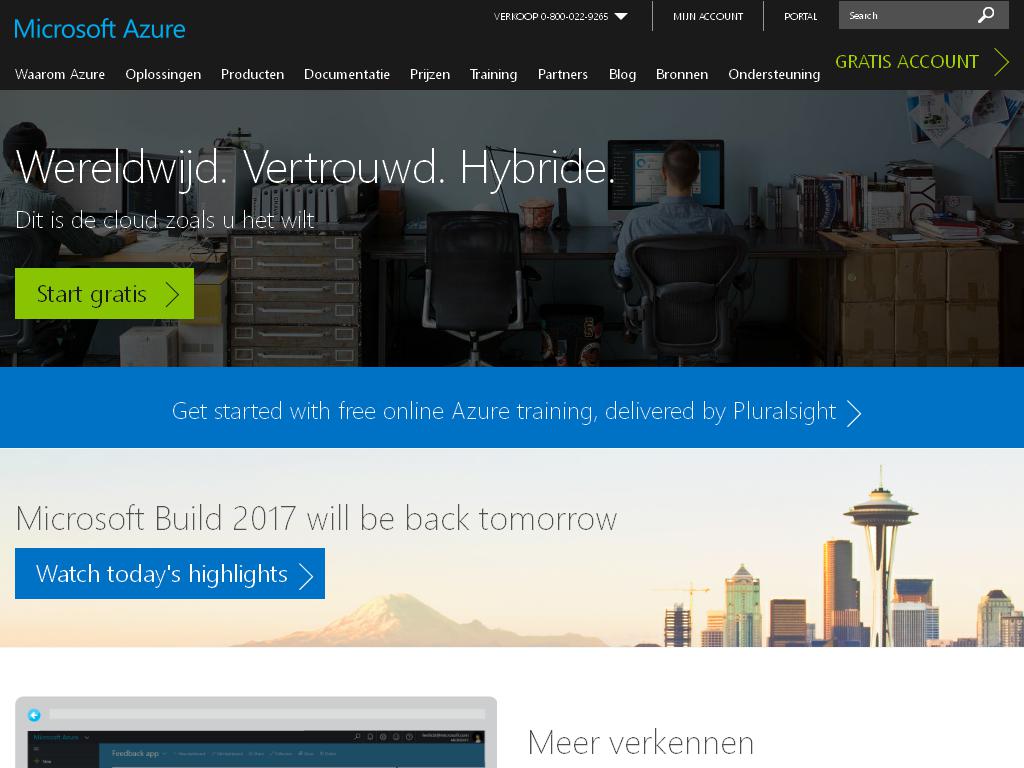 Microsoft Azure
VERKOOP 0-800-022-9265
MIJN ACCOUNT
PORTAL
Search
Waarom Azure
Oplossingen
Producten
Documentatie
Prijzen
Training
Partners
Blog
Bronnen
Ondersteuning
GRATIS ACCOUNT
Wereldwijd. Vertrouwd. Hybride.
Dit is de cloud zoals u het wilt
Start gratis
Get started with free online Azure training, delivered by Pluralsight
Microsoft Build 2017 will be back tomorrow
Watch today's highlights
Meer verkennen
Microsoft Azure
Feedback app
New